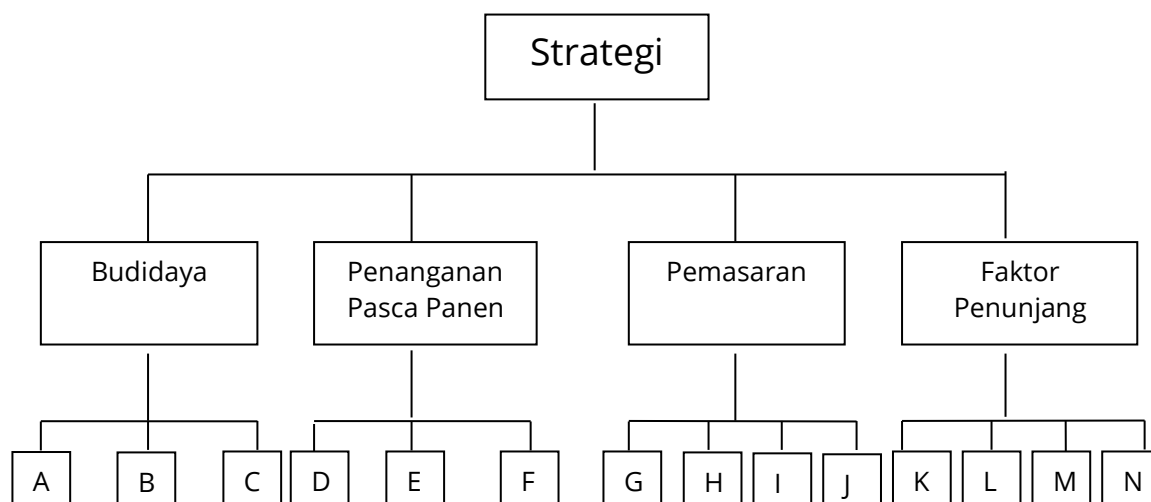 Strategi
Budidaya
Penanganan
Pasca Panen
Pemasaran
Faktor
Penunjang
A B C D E F G H I J K L M N